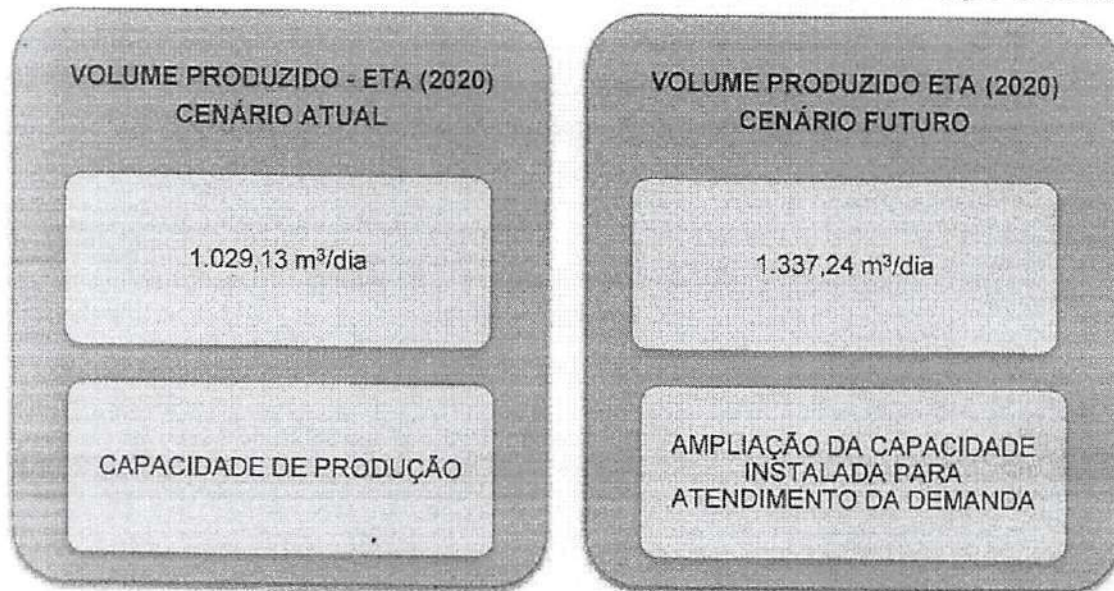 VOLUME PRODUZIDO - ETA (2020)
CENÁRIO ATUAL
1.029,13 m³/dia
CAPACIDADE DE PRODUÇÃO
VOLUME PRODUZIDO ETA (2020)
CENÁRIO FUTURO
1.337,24 m³/dia
AMPLIAÇÃO DA CAPACIDADE
INSTALADA PARA
ATENDIMENTO DA DEMANDA